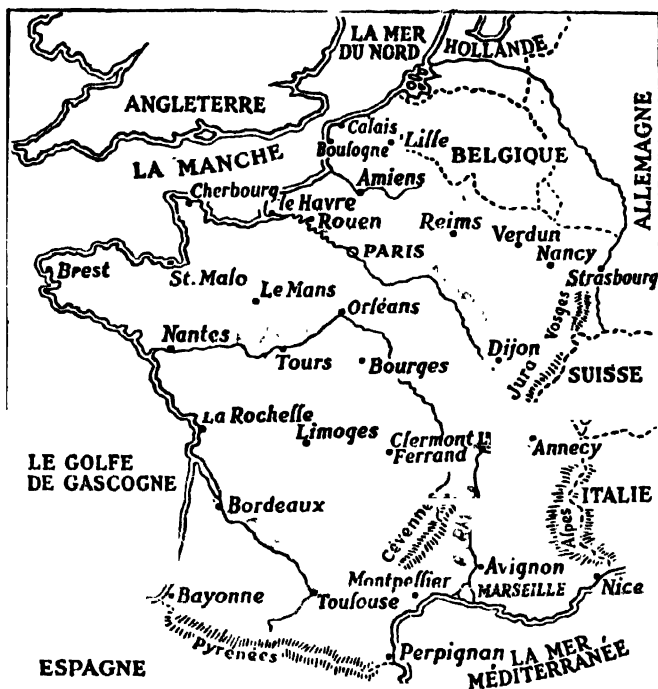 LA MER
DU NORD
HOLLANDE
ANGLETERRE
ALLEMAGNE
Calais
Lille
Boulogne
BELGIQUE
LA MANCHE
Amiens
Cherbourg
le Havre
Rouen
Reims
Verdun
PARIS
Nancy
Brest
St. Malo
Strasbourg
Le Mans
Vosges
Orléans
Nantes
Tours
Bourges
Dijon
Jura
SUISSE
La Rochelle
Limoges
Clermont
Ferrand
Annecy
LE GOLFE
DE GASCOGNE
ITALIE
Alpes
Bordeaux
Cévenne
Avignon
Montpellier
MARSEILLE
Nice
Bayonne
Toulouse
Pyrénées
Perpignan
LA MER
MÉDITERRANÉE
ESPAGNE